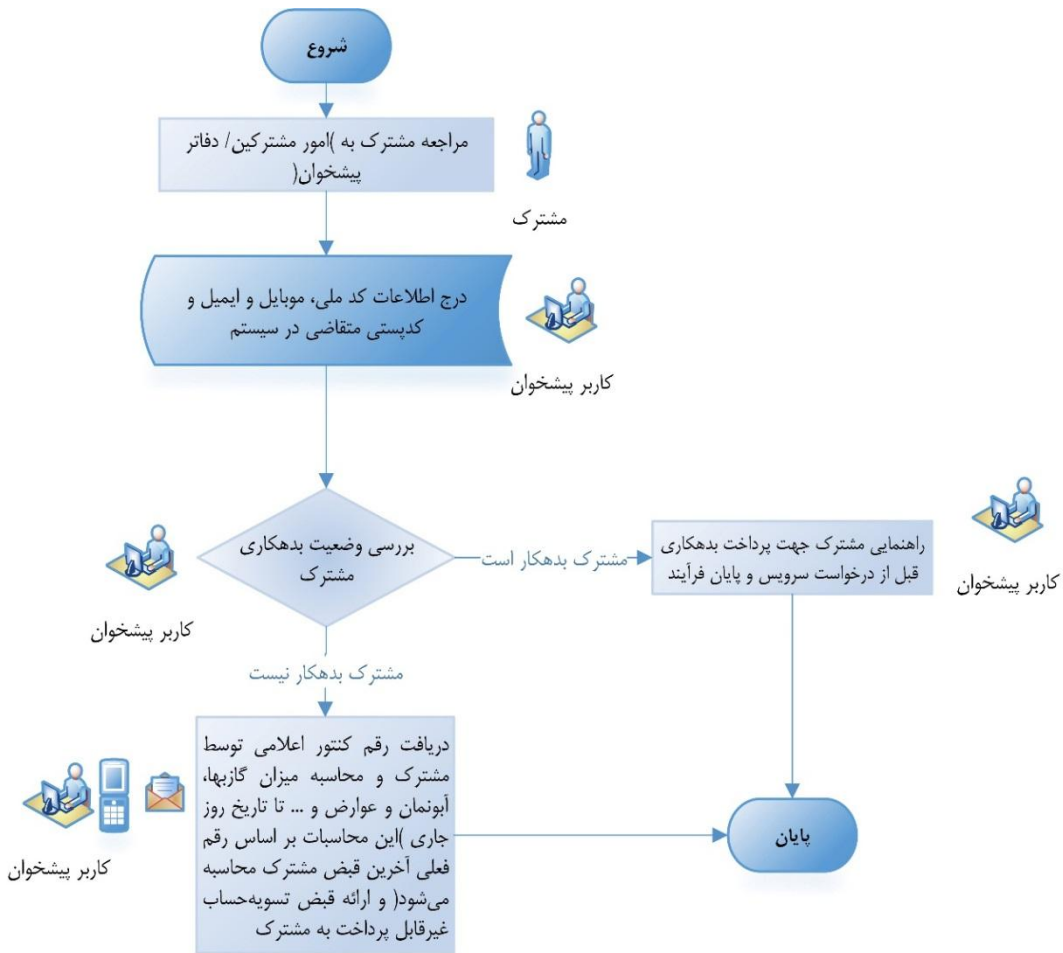 شروع
مراجعه مشترک به )امور مشترکین/ دفاتر
پیشخوان(
مشترک
درج اطلاعات کد ملی، موبایل و ایمیل و
کدپستی متقاضی در سیستم
کاربر پیشخوان
بررسی وضعیت بدهکاری
مشترک
کاربر پیشخوان
مشترک بدهکار است
راهنمایی مشترک جهت پرداخت بدهکاری
قبل از درخواست سرویس و پایان فرآیند
کاربر پیشخوان
مشترک بدهکار نیست
دریافت رقم کنتور اعلامی توسط
مشترک و محاسبه میزان گازبها،
آبونمان و عوارض و ... تا تاریخ روز
جاری )این محاسبات بر اساس رقم
فعلی آخرین قبض مشترک محاسبه
می‌شود( و ارائه قبض تسویه‌حساب
غیرقابل پرداخت به مشترک
کاربر پیشخوان
پایان